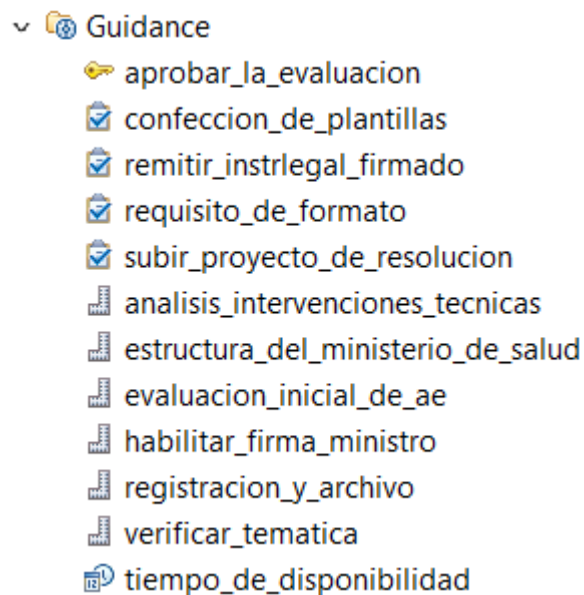 Guidance
aprobar_la_evaluacion
confeccion_de_plantillas
remitir_instrlegal_firmado
requisito_de_formato
subir_proyecto_de_resolucion
analisis_intervenciones_tecnicas
estructura_del_ministerio_de_salud
evaluacion_inicial_de_ae
habilitar_firma_ministro
registracion_y_archivo
verificar_tematica
tiempo_de_disponibilidad